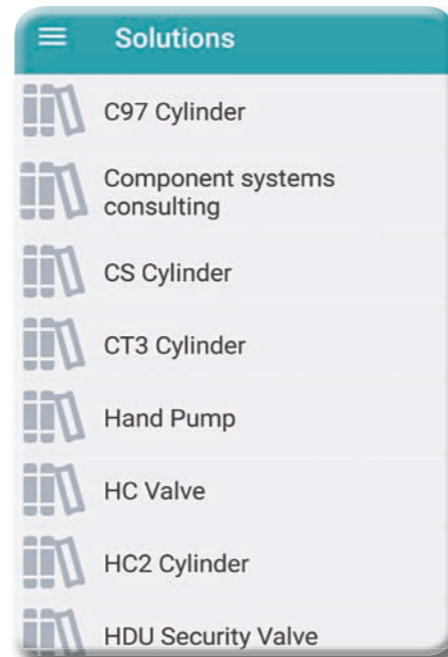 Solutions
C97 Cylinder
Component systems
consulting
CS Cylinder
CT3 Cylinder
Hand Pump
HC Valve
HC2 Cylinder
HDU Security Valve